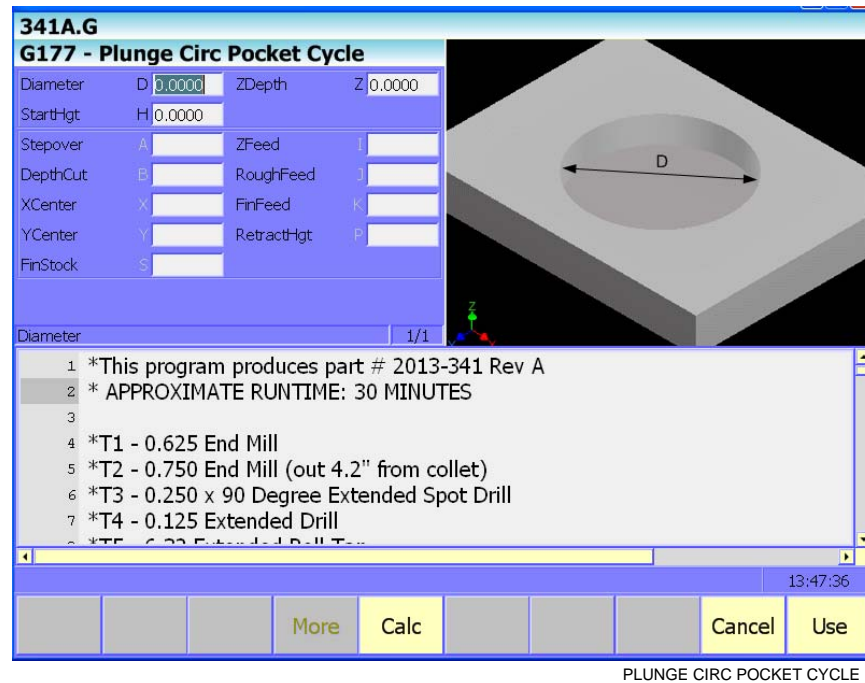 341A.G
G177 - Plunge Circ Pocket Cycle
Diameter D 0.0000 ZDepth Z 0.0000
StartHgt H 0.0000
Stepover A ZFeed I
DepthCut B RoughFeed J
XCenter X FinFeed K
YCenter Y RetractHgt P
FinStock S
D
Z
Diameter 1/1
1 *This program produces part # 2013-341 Rev A
2 * APPROXIMATE RUNTIME: 30 MINUTES
3
4 *T1 - 0.625 End Mill
5 *T2 - 0.750 End Mill (out 4.2" from collet)
6 *T3 - 0.250 x 90 Degree Extended Spot Drill
7 *T4 - 0.125 Extended Drill
13:47:36
More Calc Cancel Use
PLUNGE CIRC POCKET CYCLE